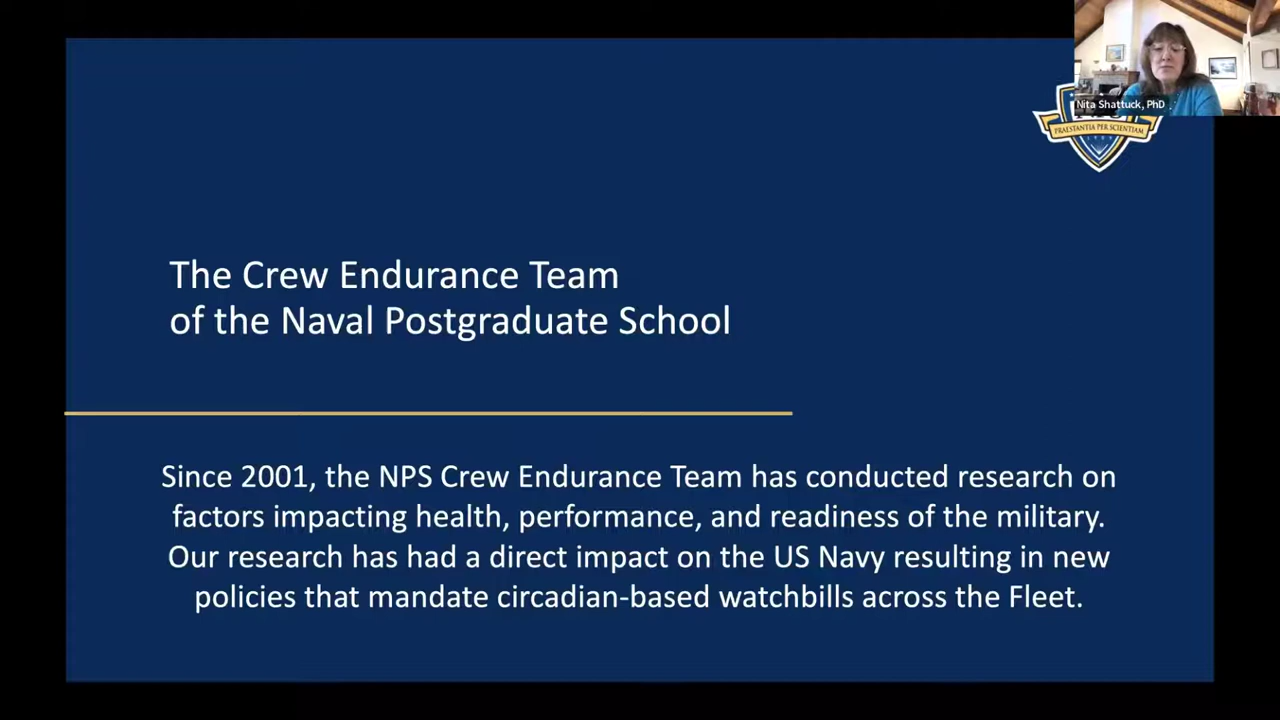 Nita Shattuck, PhD
PRAESTANTIA PER SCIENTIAM
The Crew Endurance Team
of the Naval Postgraduate School
Since 2001, the NPS Crew Endurance Team has conducted research on
factors impacting health, performance, and readiness of the military.
Our research has had a direct impact on the US Navy resulting in new
policies that mandate circadian-based watchbills across the Fleet.